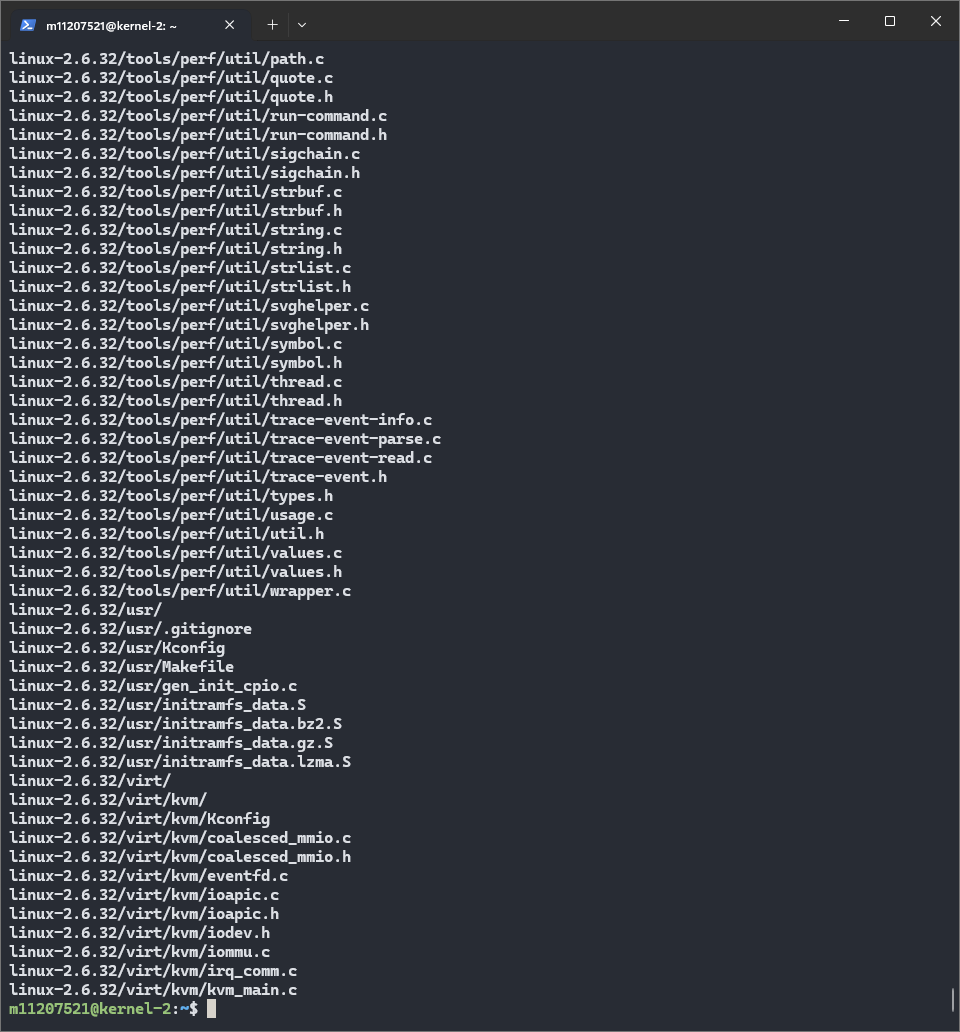 m11207521@kernel-2: ~
linux-2.6.32/tools/perf/util/path.c
linux-2.6.32/tools/perf/util/quote.c
linux-2.6.32/tools/perf/util/quote.h
linux-2.6.32/tools/perf/util/run-command.c
linux-2.6.32/tools/perf/util/run-command.h
linux-2.6.32/tools/perf/util/sigchain.c
linux-2.6.32/tools/perf/util/sigchain.h
linux-2.6.32/tools/perf/util/strbuf.c
linux-2.6.32/tools/perf/util/strbuf.h
linux-2.6.32/tools/perf/util/string.c
linux-2.6.32/tools/perf/util/string.h
linux-2.6.32/tools/perf/util/strlist.c
linux-2.6.32/tools/perf/util/strlist.h
linux-2.6.32/tools/perf/util/svghelper.c
linux-2.6.32/tools/perf/util/svghelper.h
linux-2.6.32/tools/perf/util/symbol.c
linux-2.6.32/tools/perf/util/symbol.h
linux-2.6.32/tools/perf/util/thread.c
linux-2.6.32/tools/perf/util/thread.h
linux-2.6.32/tools/perf/util/trace-event-info.c
linux-2.6.32/tools/perf/util/trace-event-parse.c
linux-2.6.32/tools/perf/util/trace-event-read.c
linux-2.6.32/tools/perf/util/trace-event.h
linux-2.6.32/tools/perf/util/types.h
linux-2.6.32/tools/perf/util/usage.c
linux-2.6.32/tools/perf/util/util.h
linux-2.6.32/tools/perf/util/values.c
linux-2.6.32/tools/perf/util/values.h
linux-2.6.32/tools/perf/util/wrapper.c
linux-2.6.32/usr/
linux-2.6.32/usr/.gitignore
linux-2.6.32/usr/Kconfig
linux-2.6.32/usr/Makefile
linux-2.6.32/usr/gen_init_cpio.c
linux-2.6.32/usr/initramfs_data.S
linux-2.6.32/usr/initramfs_data.bz2.S
linux-2.6.32/usr/initramfs_data.gz.S
linux-2.6.32/usr/initramfs_data.lzma.S
linux-2.6.32/virt/
linux-2.6.32/virt/kvm/
linux-2.6.32/virt/kvm/Kconfig
linux-2.6.32/virt/kvm/coalesced_mmio.c
linux-2.6.32/virt/kvm/coalesced_mmio.h
linux-2.6.32/virt/kvm/eventfd.c
linux-2.6.32/virt/kvm/ioapic.c
linux-2.6.32/virt/kvm/ioapic.h
linux-2.6.32/virt/kvm/iodev.h
linux-2.6.32/virt/kvm/iommu.c
linux-2.6.32/virt/kvm/irq_comm.c
linux-2.6.32/virt/kvm/kvm_main.c
m11207521@kernel-2:~$